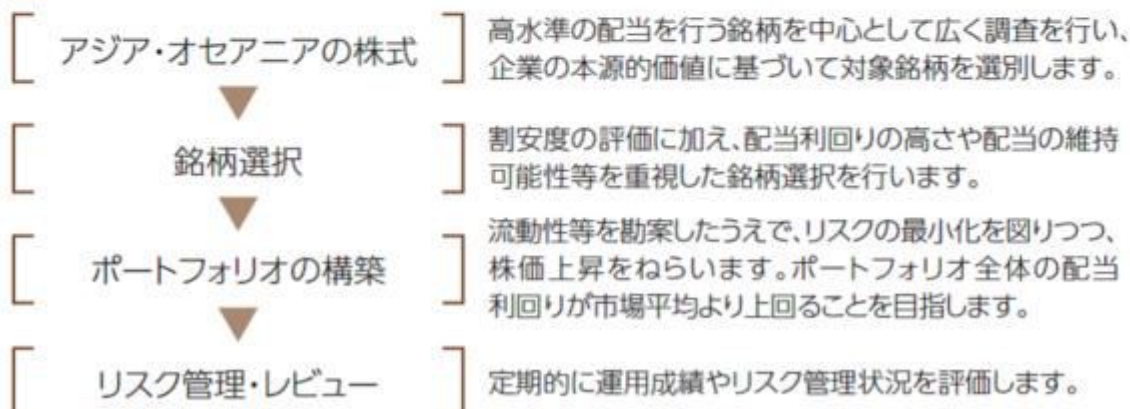 アジア・オセアニアの株式
高水準の配当を行う銘柄を中心として広く調査を行い、
企業の本源的価値に基づいて対象銘柄を選別します。
銘柄選択
割安度の評価に加え、配当利回りの高さや配当の維持
可能性等を重視した銘柄選択を行います。
ポートフォリオの構築
流動性等を勘案したうえで、リスクの最小化を図りつつ、
株価上昇をねらいます。ポートフォリオ全体の配当
利回りが市場平均より上回ることを目指します。
リスク管理・レビュー
定期的に運用成績やリスク管理状況を評価します。